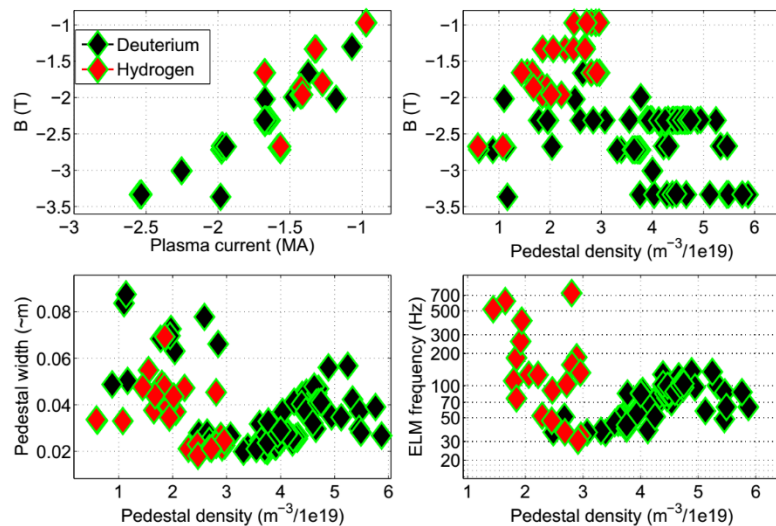 −1
−1.5
−2
−2.5
−3
−3.5
B (T)
Deuterium
Hydrogen
−3 −2.5 −2 −1.5 −1
Plasma current (MA)
−1
−1.5
−2
−2.5
−3
−3.5
B (T)
1 2 3 4 5 6
Pedestal density (m⁻³/1e19)
0.08
0.06
0.04
0.02
Pedestal width (~m)
1 2 3 4 5 6
Pedestal density (m⁻³/1e19)
700
500
300
200
100
70
50
30
20
ELM frequency (Hz)
1 2 3 4 5 6
Pedestal density (m⁻³/1e19)